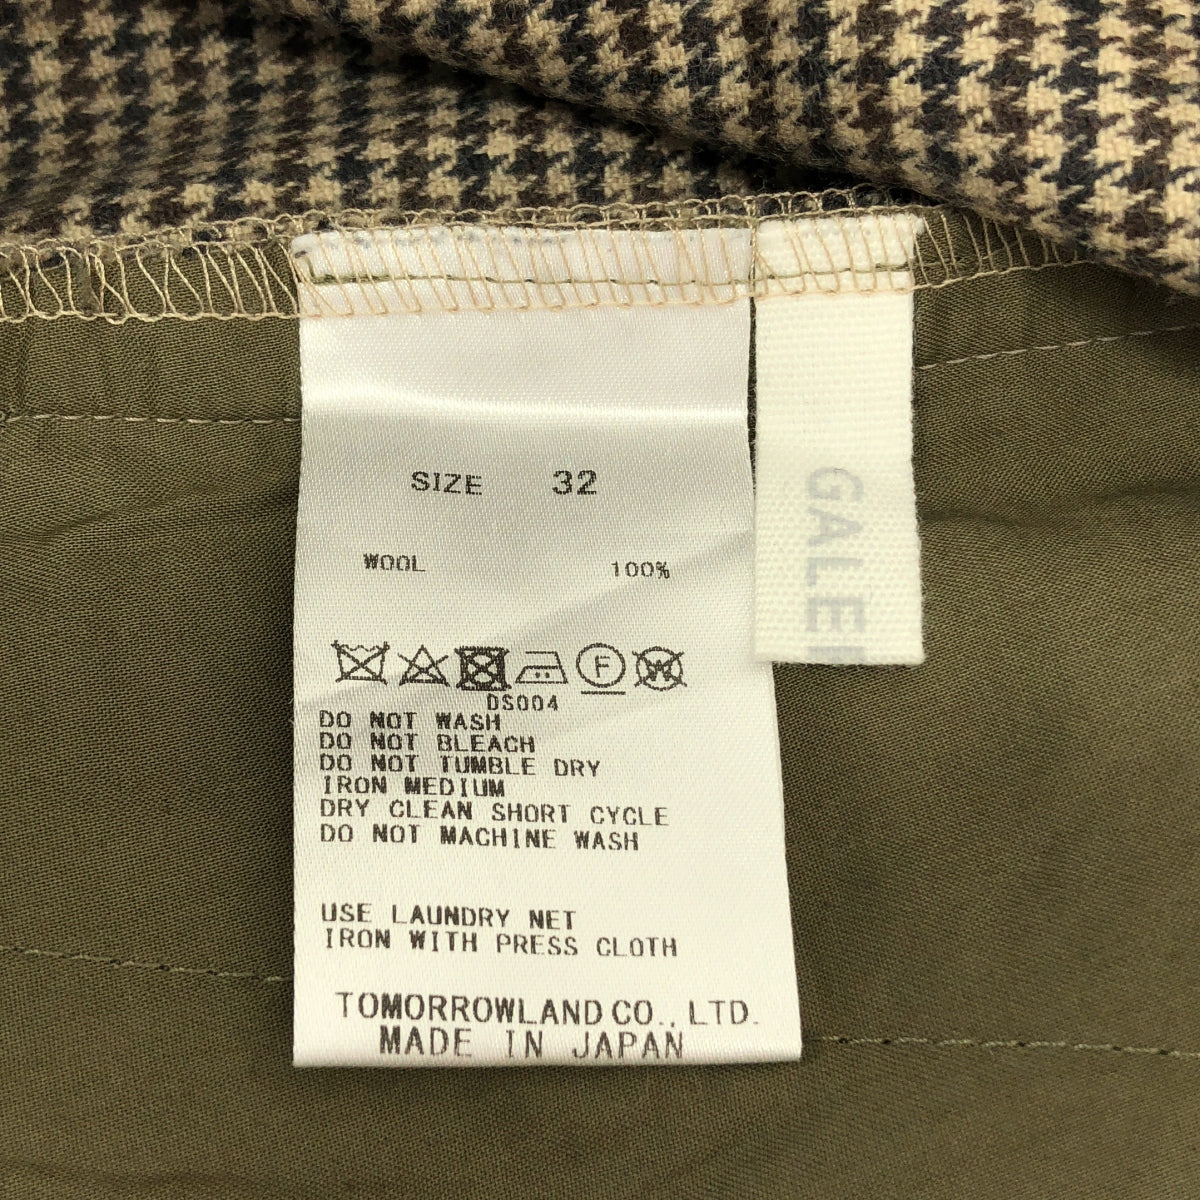 SIZE 32
WOOL 100%
F W
DS004
DO NOT WASH
DO NOT BLEACH
DO NOT TUMBLE DRY
IRON MEDIUM
DRY CLEAN SHORT CYCLE
DO NOT MACHINE WASH
USE LAUNDRY NET
IRON WITH PRESS CLOTH
TOMORROWLAND CO., LTD.
MADE IN JAPAN
GALE